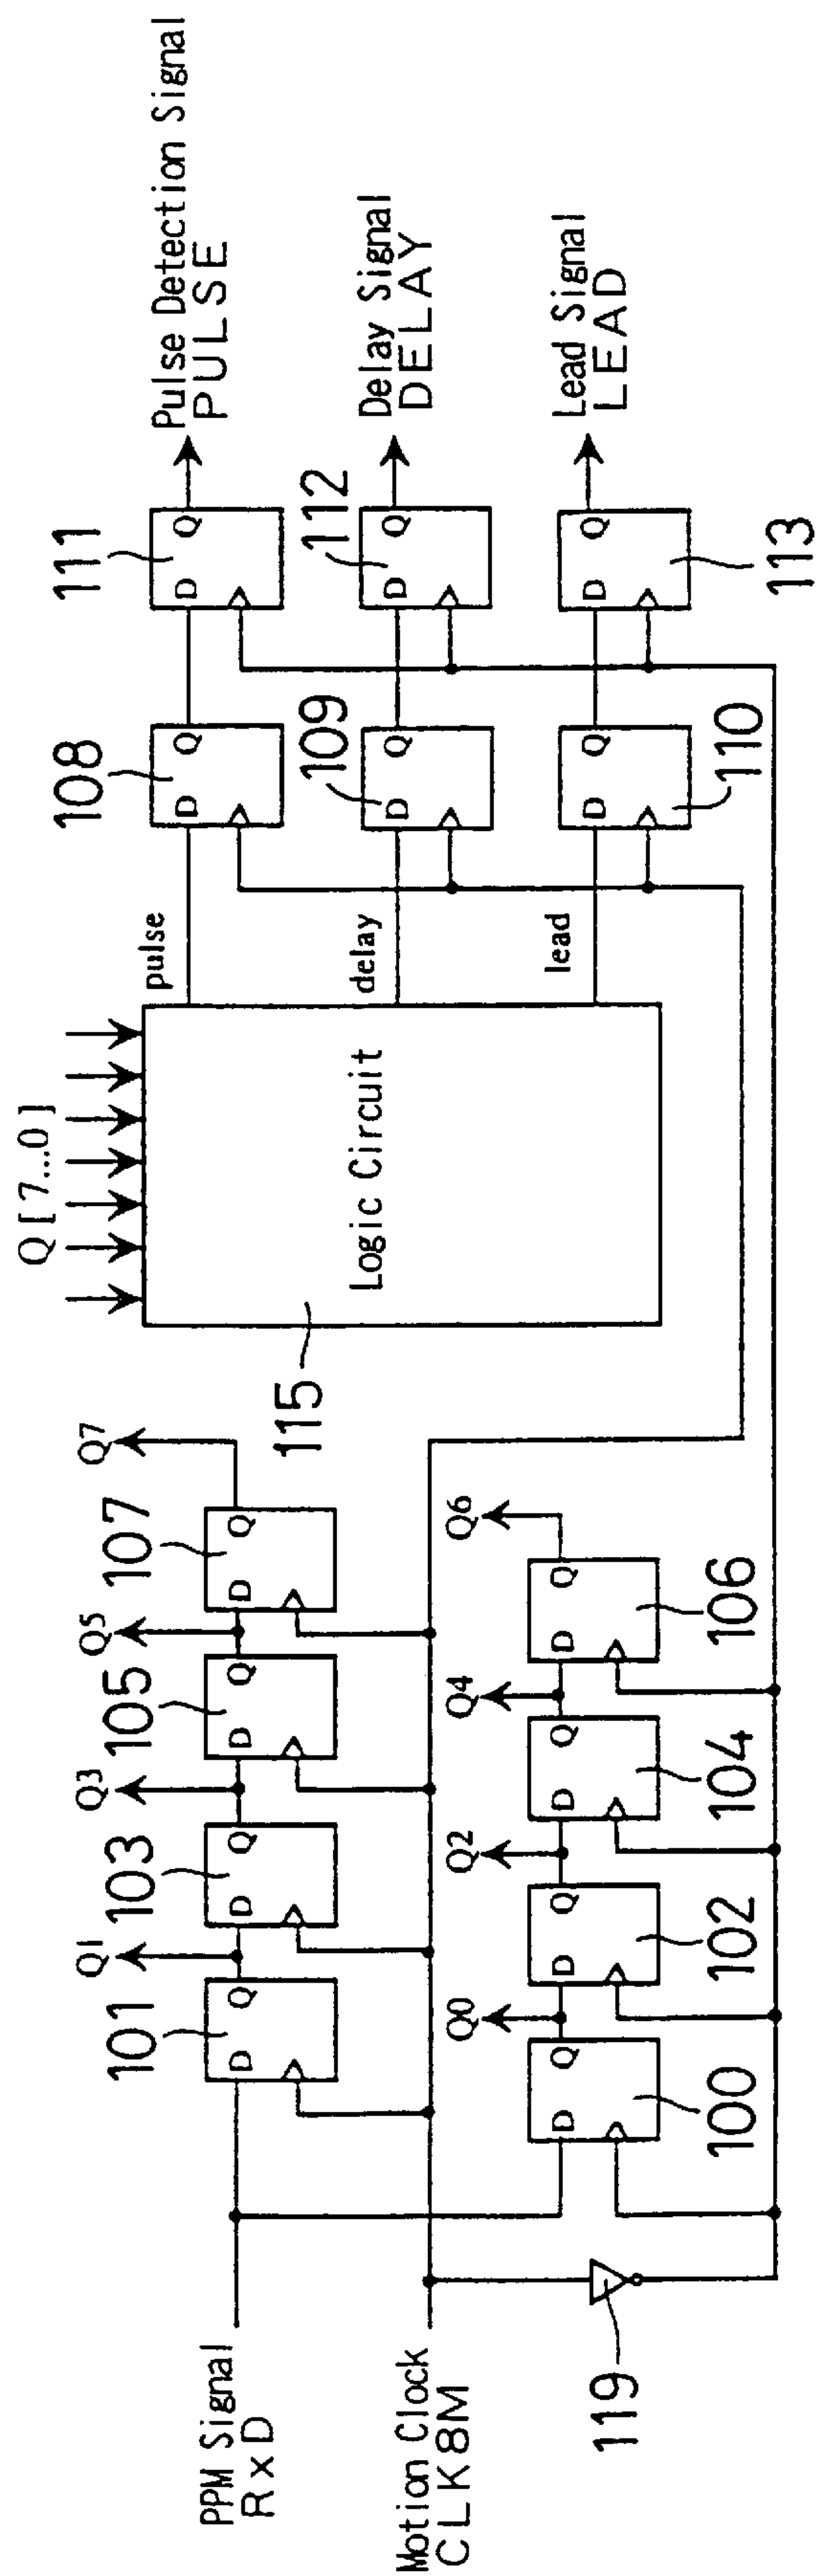 PPM Signal
RxD
Motion Clock
CLK8M
119
101
D
Q
Q1
103
D
Q
Q3
105
D
Q
Q5
107
D
Q
Q7
100
D
Q
Q0
102
D
Q
Q2
104
D
Q
Q4
106
D
Q
Q6
Q[7...0]
115
Logic Circuit
pulse
delay
lead
108
D
Q
109
D
Q
110
D
Q
111
D
Q
112
D
Q
113
D
Q
Pulse Detection Signal
PULSE
Delay Signal
DELAY
Lead Signal
LEAD